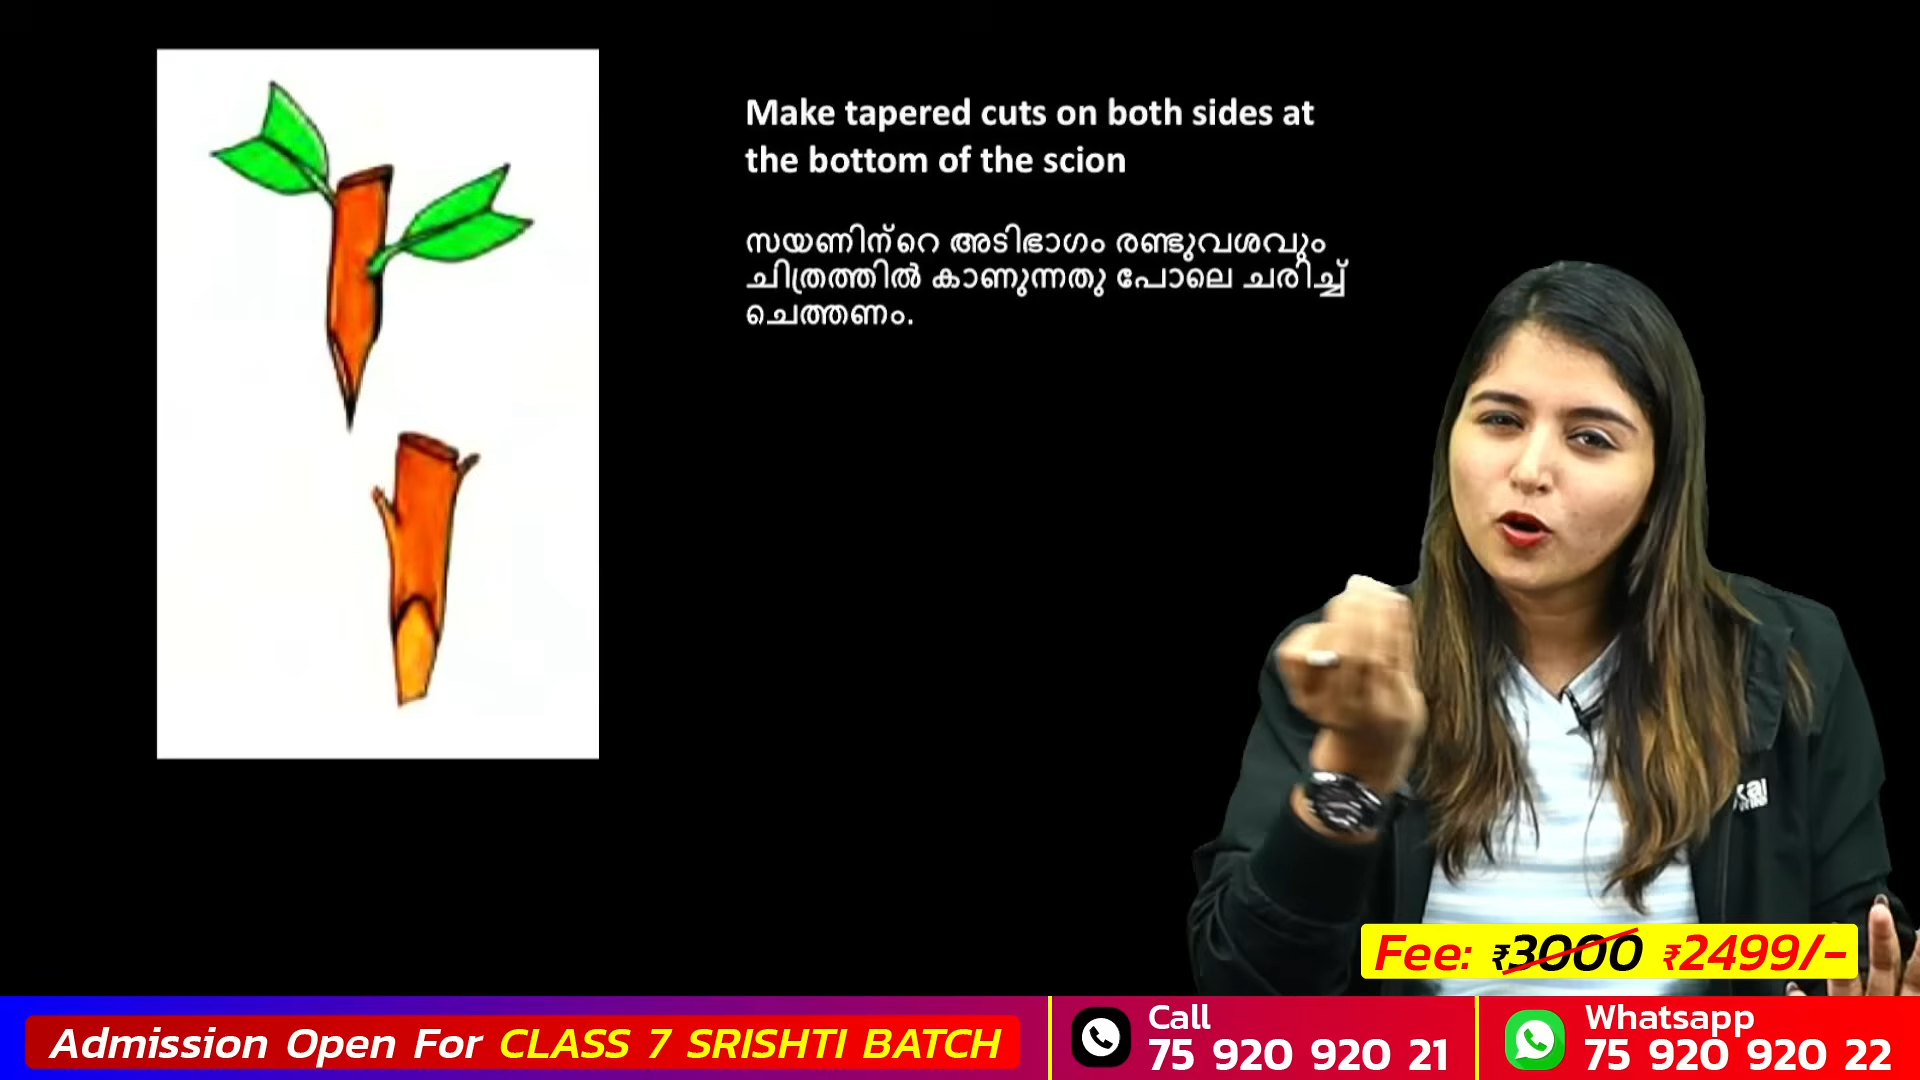 Make tapered cuts on both sides at
the bottom of the scion
സയണിന്റെ അടിഭാഗം രണ്ടുവശവും
ചിത്രത്തിൽ കാണുന്നതു പോലെ ചരിച്ച്
ചെത്തണം.
Fee: ₹3000 ₹2499/-
Admission Open For CLASS 7 SRISHTI BATCH
Call
75 920 920 21
Whatsapp
75 920 920 22